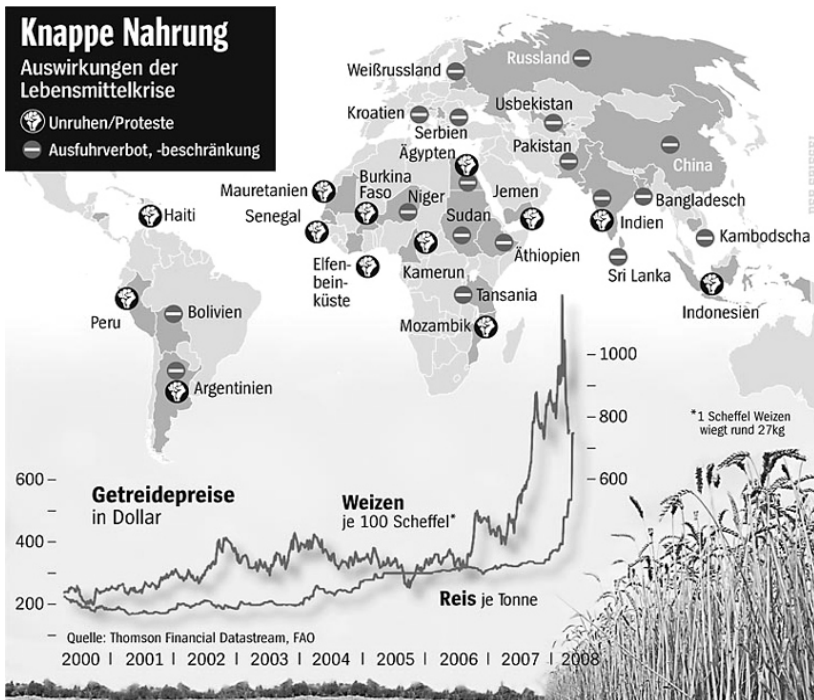 Knappe Nahrung
Auswirkungen der
Lebensmittelkrise
Unruhen/Proteste
Ausfuhrverbot, -beschränkung
Russland
Weißrussland
Kroatien
Serbien
Usbekistan
Pakistan
China
Ägypten
Mauretanien
Burkina
Faso
Niger
Jemen
Bangladesch
Haiti
Senegal
Sudan
Indien
Kambodscha
Elfen-
bein-
küste
Kamerun
Äthiopien
Sri Lanka
Peru
Bolivien
Tansania
Indonesien
Mozambik
Argentinien
1000
800
600
*1 Scheffel Weizen
wiegt rund 27kg
600
400
200
Getreidepreise
in Dollar
Weizen
je 100 Scheffel*
Reis je Tonne
Quelle: Thomson Financial Datastream, FAO
2000 2001 2002 2003 2004 2005 2006 2007 2008